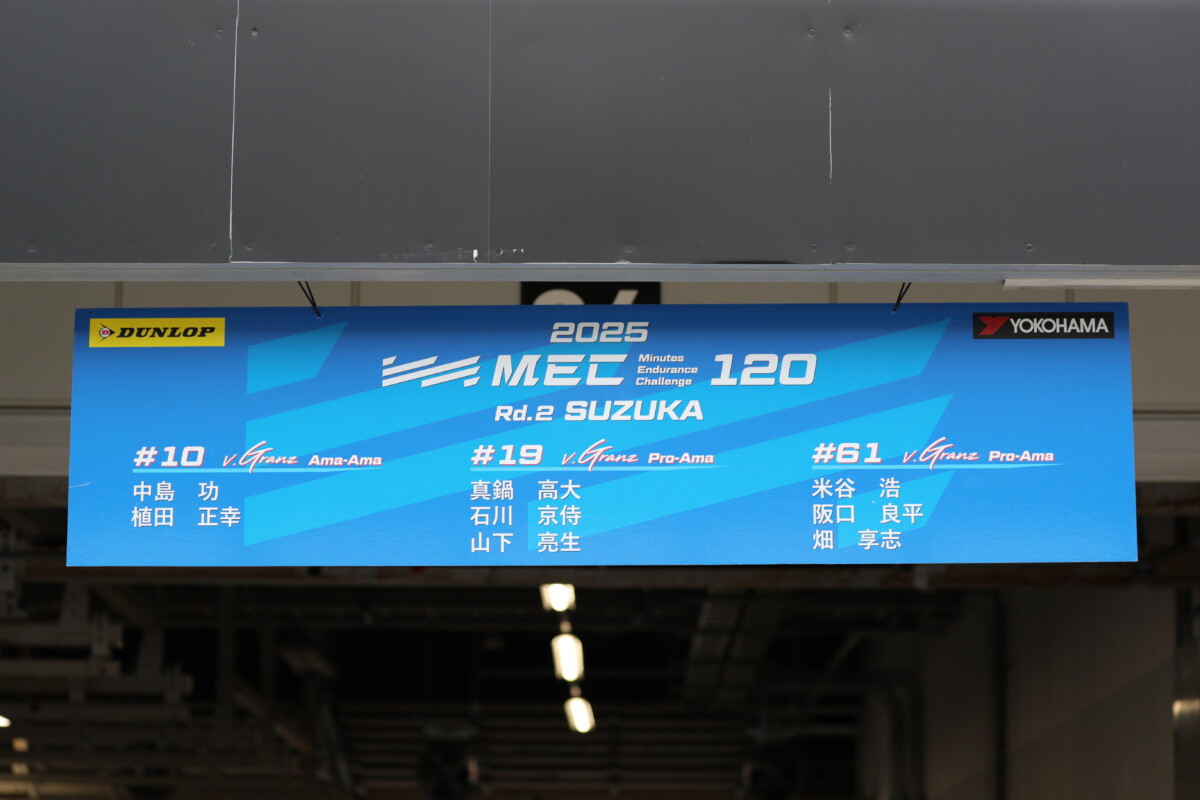 DUNLOP
YOKOHAMA
2025
MEC Minutes Endurance Challenge 120
Rd.2 SUZUKA
#10 v.Granz Ama-Ama
中島 功
植田 正幸
#19 v.Granz Pro-Ama
真鍋 高大
石川 京侍
山下 亮生
#61 v.Granz Pro-Ama
米谷 浩
阪口 良平
畑 享志